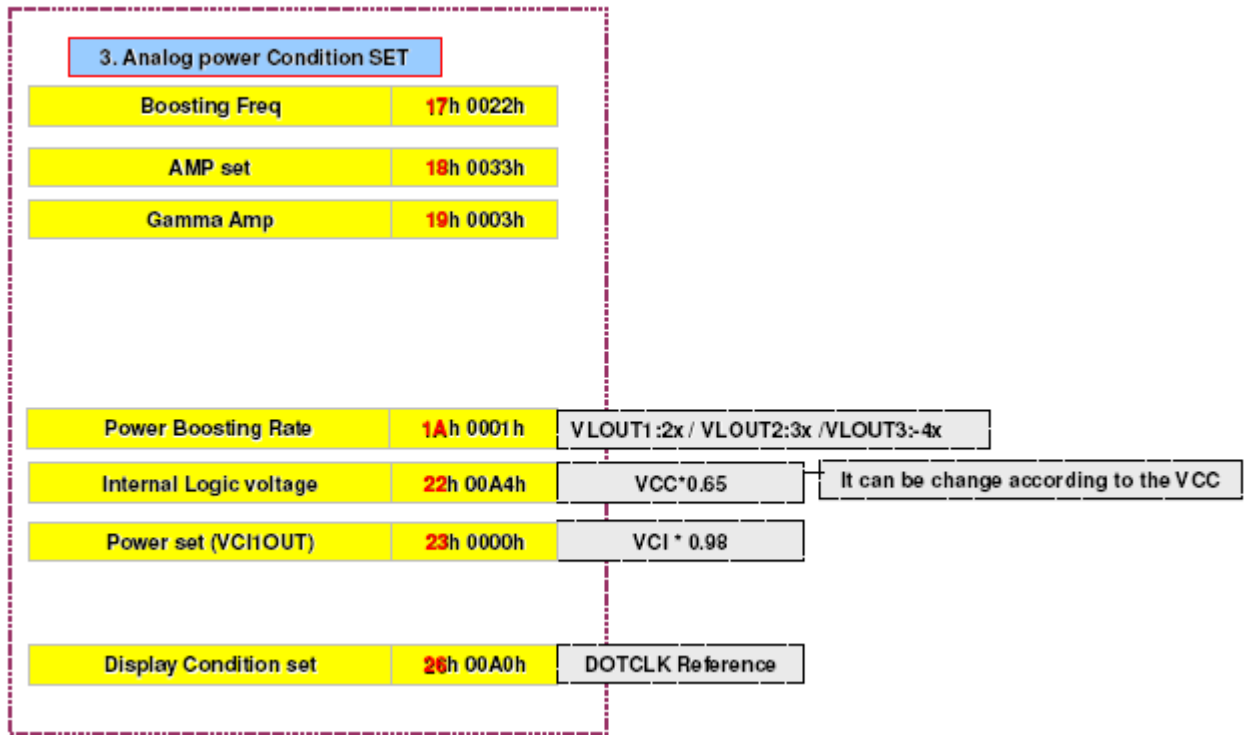 3. Analog power Condition SET
Boosting Freq 17h 0022h
AMP set 18h 0033h
Gamma Amp 19h 0003h
Power Boosting Rate 1Ah 0001h VLOUT1:2x / VLOUT2:3x /VLOUT3:-4x
Internal Logic voltage 22h 00A4h VCC*0.65 It can be change according to the VCC
Power set (VCI1OUT) 23h 0000h VCI * 0.98
Display Condition set 26h 00A0h DOTCLK Reference